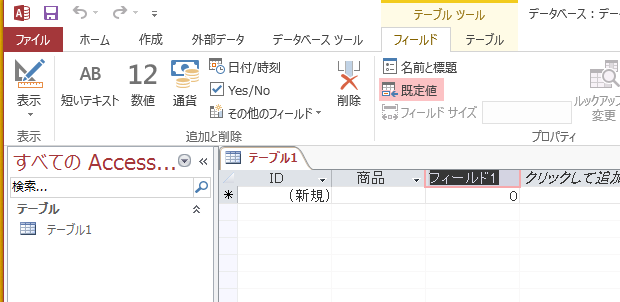 テーブル ツール
データベース : デー
ファイル ホーム 作成 外部データ データベース ツール フィールド テーブル
表示
AB
短いテキスト
12
数値
通貨
日付/時刻
Yes/No
その他のフィールド
削除
名前と標題
既定値
フィールド サイズ
ルックアップ
変更
表示 追加と削除 プロパティ
すべての Access...
検索...
テーブル
テーブル1
テーブル1
ID 商品 フィールド1 クリックして追加
* (新規) 0